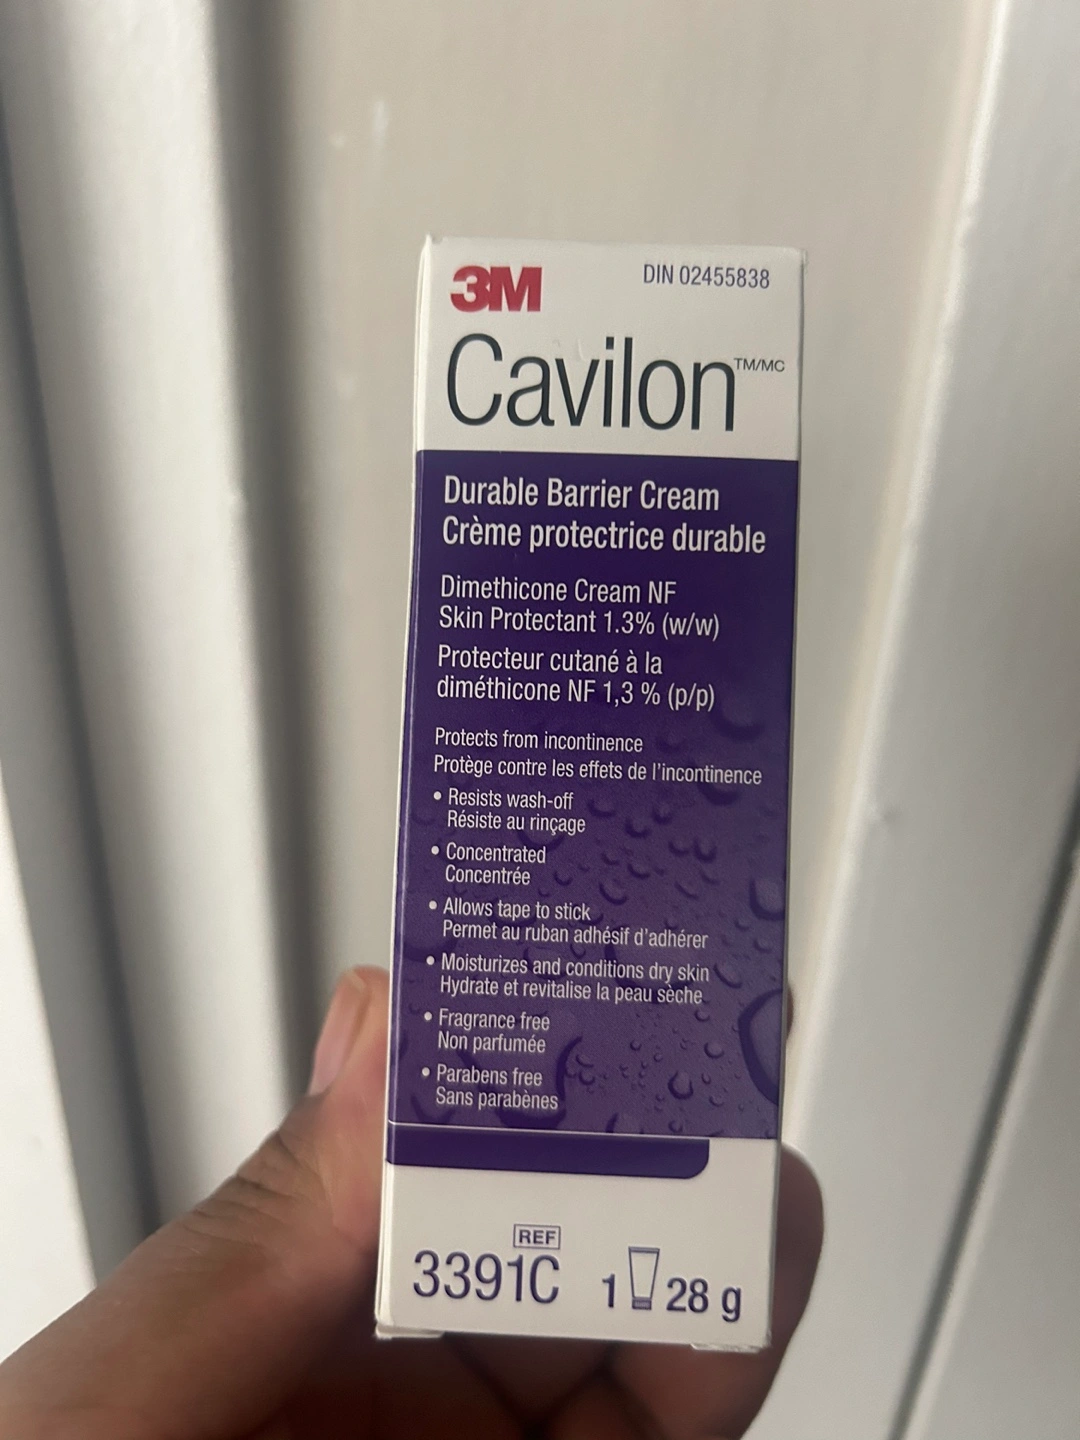 3M
DIN 02455838
Cavilon™/MC
Durable Barrier Cream
Crème protectrice durable
Dimethicone Cream NF
Skin Protectant 1.3% (w/w)
Protecteur cutané à la
diméthicone NF 1,3 % (p/p)
Protects from incontinence
Protège contre les effets de l'incontinence
• Resists wash-off
Résiste au rinçage
• Concentrated
Concentrée
• Allows tape to stick
Permet au ruban adhésif d'adhérer
• Moisturizes and conditions dry skin
Hydrate et revitalise la peau sèche
• Fragrance free
Non parfumée
• Parabens free
Sans parabènes
REF
3391C
1 28 g